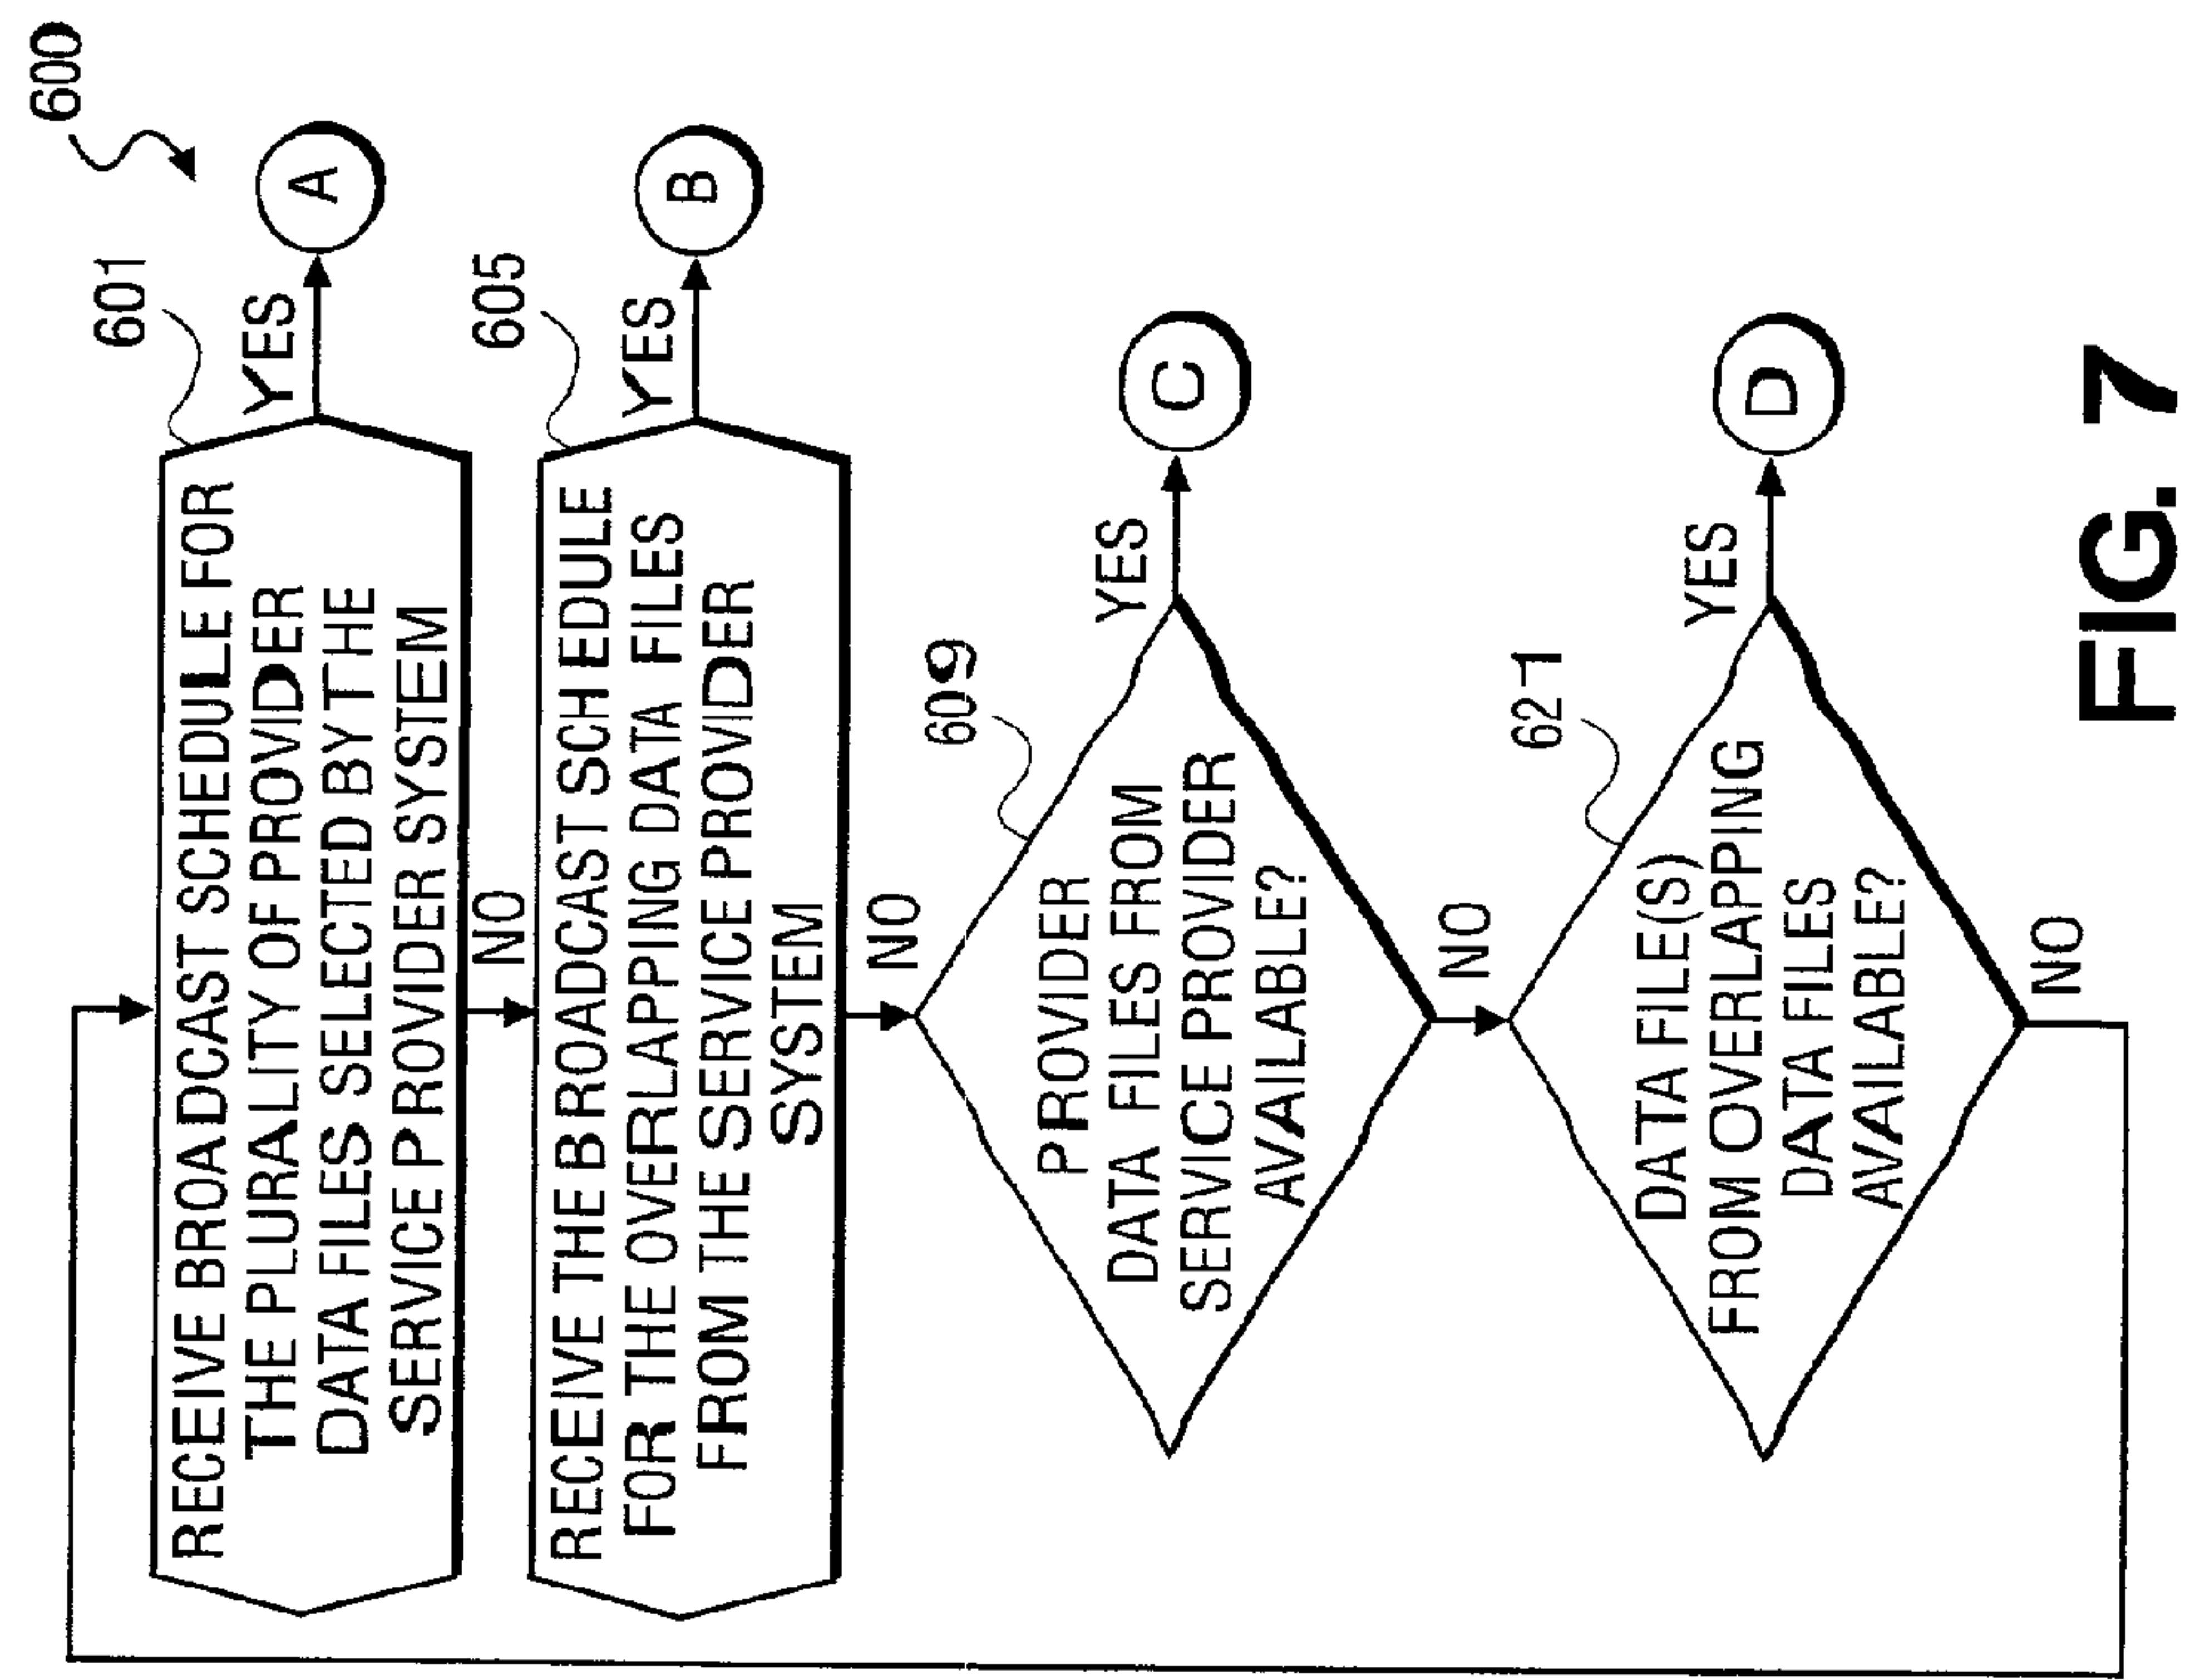 600
601
RECEIVE BROADCAST SCHEDULE FOR
THE PLURALITY OF PROVIDER
DATA FILES SELECTED BY THE
SERVICE PROVIDER SYSTEM
YES
A
NO
605
RECEIVE THE BROADCAST SCHEDULE
FOR THE OVERLAPPING DATA FILES
FROM THE SERVICE PROVIDER
SYSTEM
YES
B
NO
609
PROVIDER
DATA FILES FROM
SERVICE PROVIDER
AVAILABLE?
YES
C
NO
621
DATA FILE(S)
FROM OVERLAPPING
DATA FILES
AVAILABLE?
YES
D
NO
FIG. 7